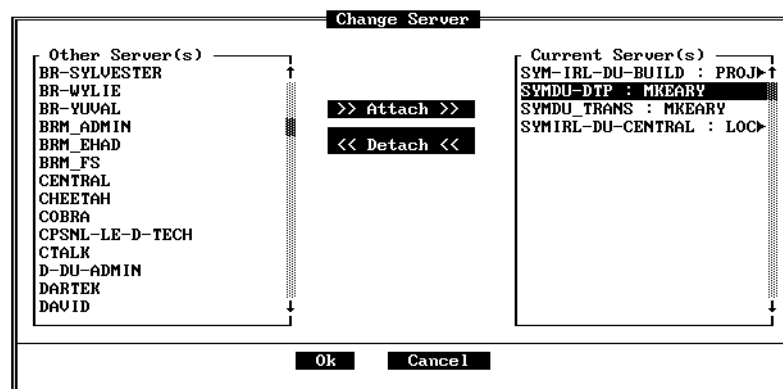 Change Server
Other Server(s)
BR-SYLVESTER
BR-WYLIE
BR-YUVAL
BRM_ADMIN
BRM_EHAD
BRM_FS
CENTRAL
CHEETAH
COBRA
CPSNL-LE-D-TECH
CTALK
D-DU-ADMIN
DARTEK
DAVID
>> Attach >>
<< Detach <<
Current Server(s)
SYM-IRL-DU-BUILD : PROJ
SYMDU-DTP : MKEARY
SYMDU_TRANS : MKEARY
SYMIRL-DU-CENTRAL : LOC
Ok
Cancel